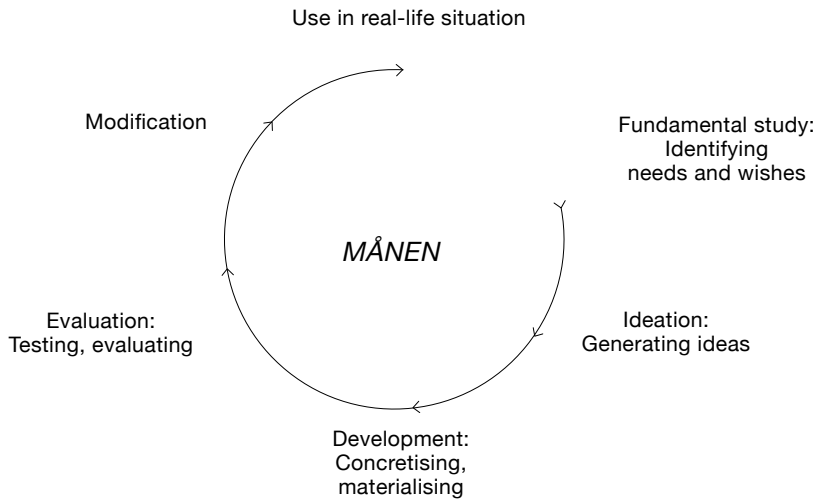 Use in real-life situation
Modification
Fundamental study:
Identifying
needs and wishes
MÅNEN
Evaluation:
Testing, evaluating
Ideation:
Generating ideas
Development:
Concretising,
materialising